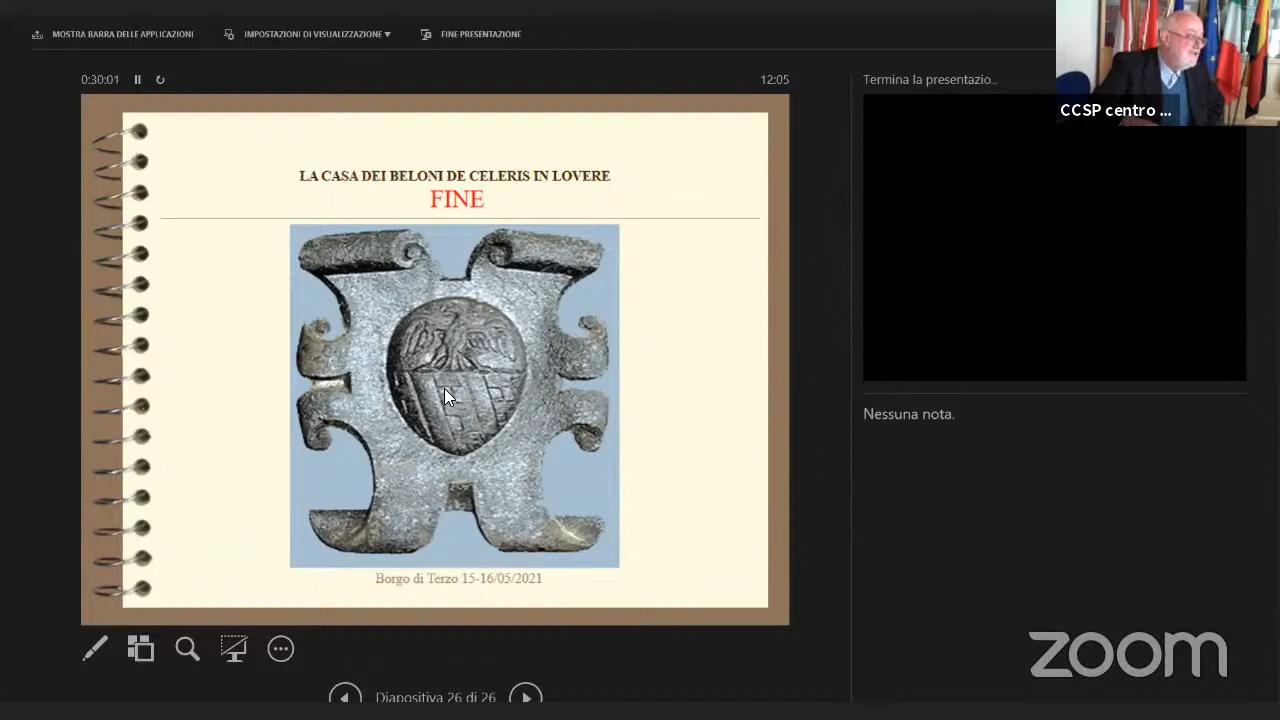 MOSTRA BARRA DELLE APPLICAZIONI
IMPOSTAZIONI DI VISUALIZZAZIONE
FINE PRESENTAZIONE
0:30:01
12:05
Termina la presentazio...
CCSP centro ...
LA CASA DEI BELONI DE CELERIS IN LOVERE
FINE
Borgo di Terzo 15-16/05/2021
Nessuna nota.
Diapositiva 26 di 26
zoom